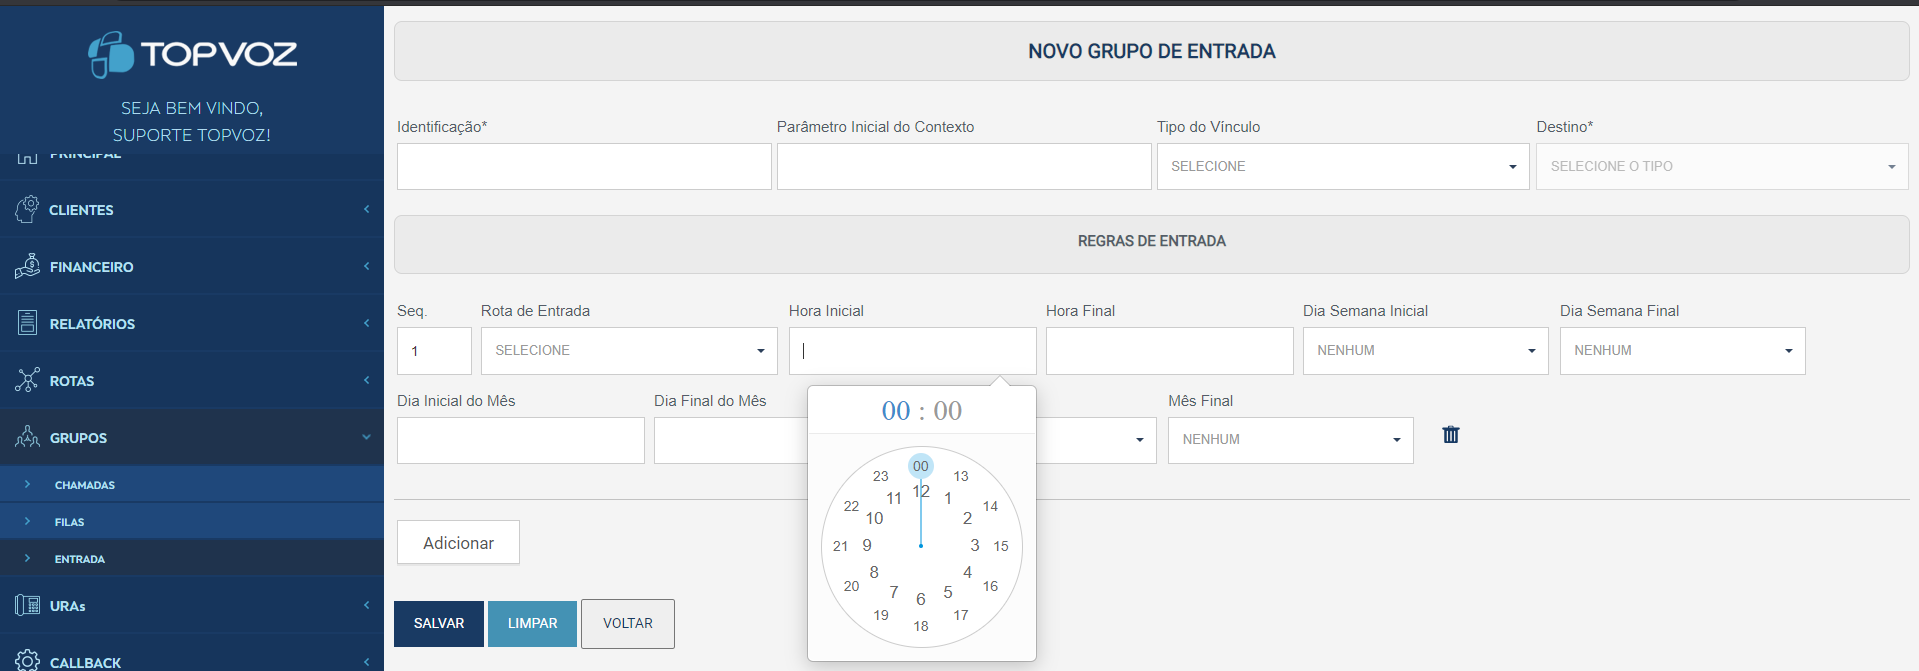 TOPVOZ
SEJA BEM VINDO,
SUPORTE TOPVOZ!
PRINCIPAL
CLIENTES
FINANCEIRO
RELATÓRIOS
ROTAS
GRUPOS
CHAMADAS
FILAS
ENTRADA
URAs
CALLBACK
NOVO GRUPO DE ENTRADA
Identificação* Parâmetro Inicial do Contexto Tipo do Vínculo Destino*
SELECIONE SELECIONE O TIPO
REGRAS DE ENTRADA
Seq. Rota de Entrada Hora Inicial Hora Final Dia Semana Inicial Dia Semana Final
1 SELECIONE NENHUM NENHUM
Dia Inicial do Mês Dia Final do Mês Mês Final
NENHUM
00 : 00
00
23 13
12
11 1
22 14
10 2
21 9 3 15
8 4
20 16
7 5
6
19 17
18
Adicionar
SALVAR LIMPAR VOLTAR